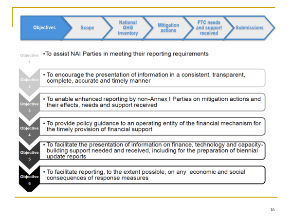 Objectives
Scope
National
GHG
Inventory
Mitigation
actions
FTC needs
and support
received
Submissions
Objective
1
•To assist NAI Parties in meeting their reporting requirements
Objective
2
•To encourage the presentation of information in a consistent, transparent,
complete, accurate and timely manner
Objective
3
•To enable enhanced reporting by non-Annex I Parties on mitigation actions and
their effects, needs and support received
Objective
4
•To provide policy guidance to an operating entity of the financial mechanism for
the timely provision of financial support
Objective
5
•To facilitate the presentation of information on finance, technology and capacity-
building support needed and received, including for the preparation of biennial
update reports
Objective
6
•To facilitate reporting, to the extent possible, on any economic and social
consequences of response measures